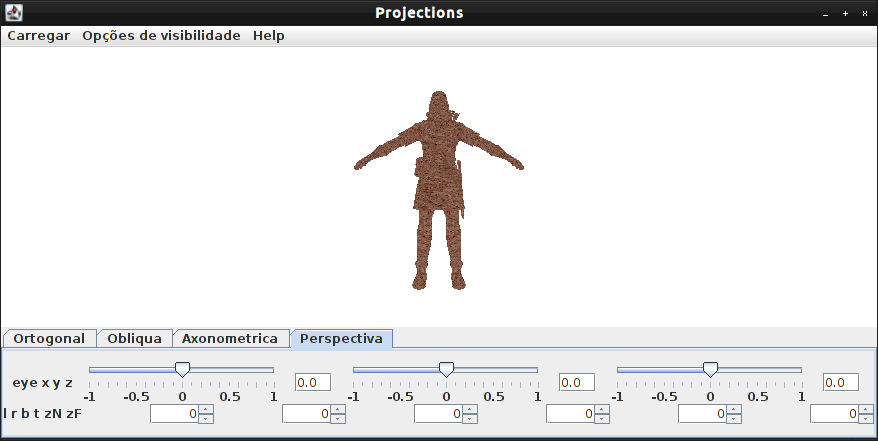 Projections
Carregar Opções de visibilidade Help
Ortogonal Obliqua Axonometrica Perspectiva
eye x y z 0.0 0.0 0.0
-1 -0.5 0 0.5 1 -1 -0.5 0 0.5 1 -1 -0.5 0 0.5 1
l r b t zN zF 0 0 0 0 0 0